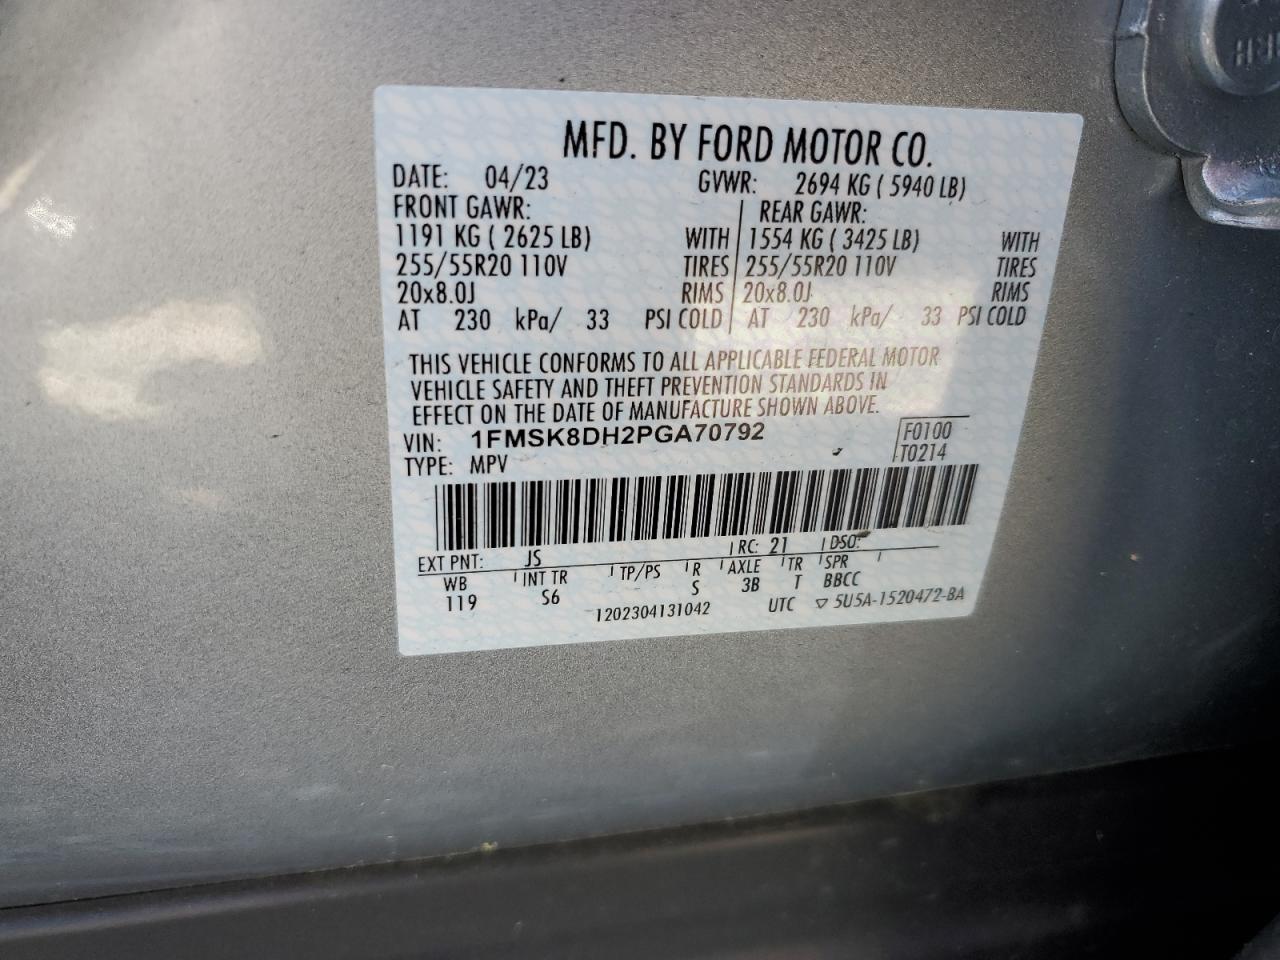 MFD. BY FORD MOTOR CO.
DATE: 04/23 GVWR: 2694 KG ( 5940 LB)
FRONT GAWR: REAR GAWR:
1191 KG ( 2625 LB) WITH 1554 KG ( 3425 LB) WITH
255/55R20 110V TIRES 255/55R20 110V TIRES
20x8.0J RIMS 20x8.0J RIMS
AT 230 kPa/ 33 PSI COLD AT 230 kPa/ 33 PSI COLD
THIS VEHICLE CONFORMS TO ALL APPLICABLE FEDERAL MOTOR
VEHICLE SAFETY AND THEFT PREVENTION STANDARDS IN
EFFECT ON THE DATE OF MANUFACTURE SHOWN ABOVE.
VIN: 1FMSK8DH2PGA70792 F0100
TYPE: MPV T0214
EXT PNT: JS RC: 21 DSO:
WB INT TR TP/PS R AXLE TR SPR
119 S6 S 3B T BBCC
1202304131042 UTC ▽ 5U5A-1520472-BA